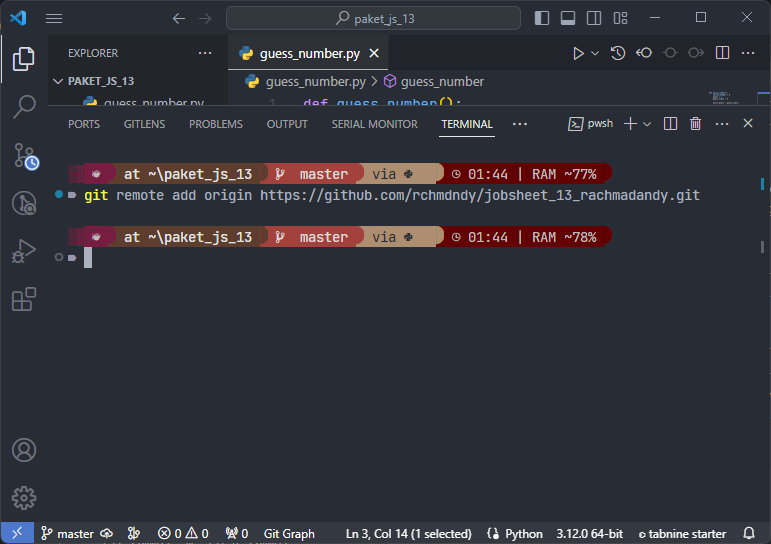 paket_js_13
EXPLORER
guess_number.py
PAKET_JS_13
guess_number.py > guess_number
guess_number.py
1 def guess_number():
PORTS GITLENS PROBLEMS OUTPUT SERIAL MONITOR TERMINAL pwsh
at ~\paket_js_13 master via 01:44 | RAM ~77%
git remote add origin https://github.com/rchmdndy/jobsheet_13_rachmadandy.git
at ~\paket_js_13 master via 01:44 | RAM ~78%
master 0 0 0 Git Graph Ln 3, Col 14 (1 selected) Python 3.12.0 64-bit tabnine starter